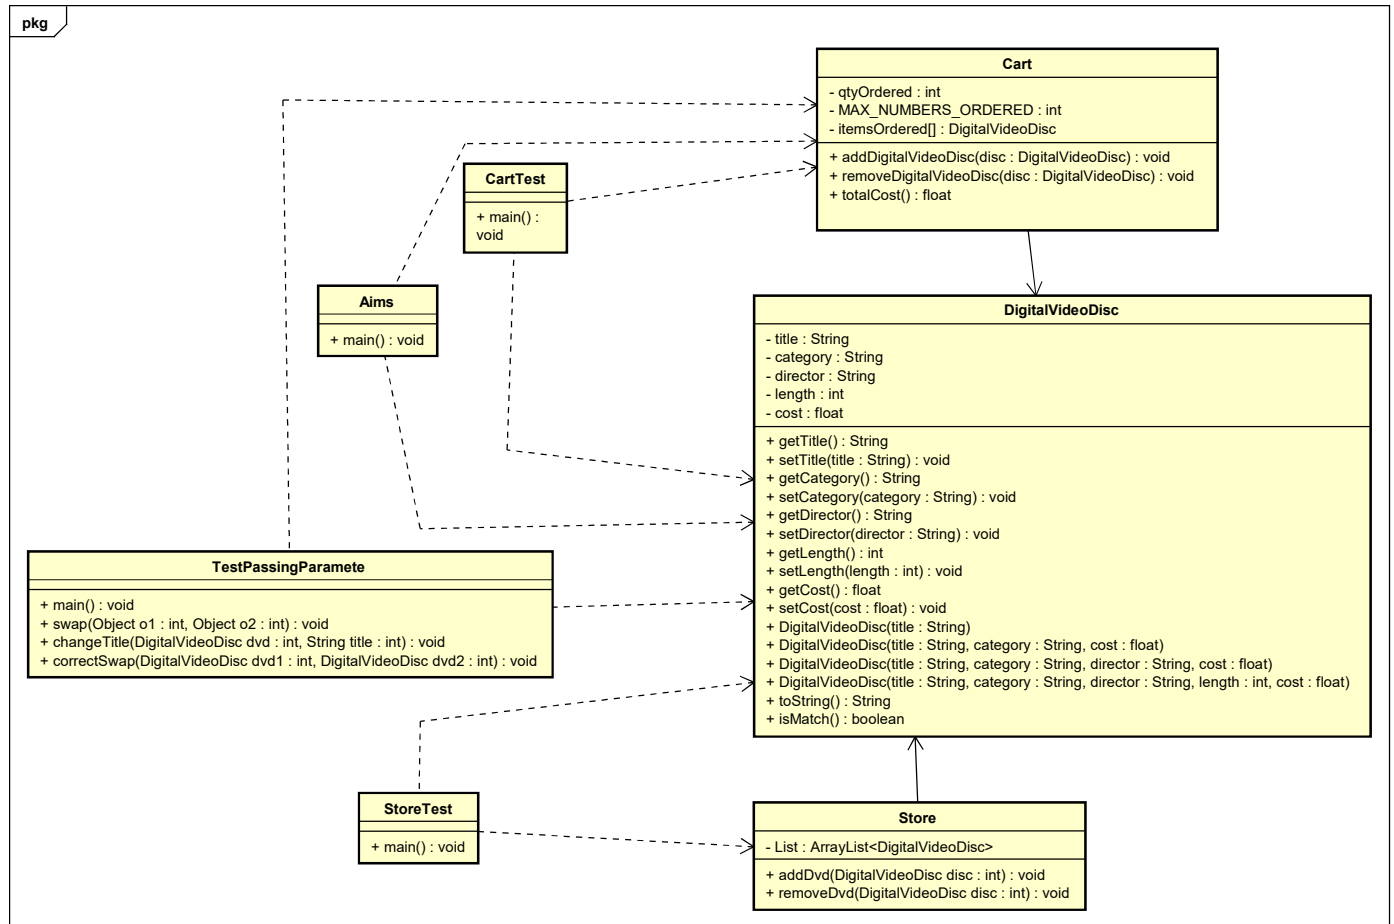 pkg
Cart
- qtyOrdered : int
- MAX_NUMBERS_ORDERED : int
- itemsOrdered[] : DigitalVideoDisc
+ addDigitalVideoDisc(disc : DigitalVideoDisc) : void
+ removeDigitalVideoDisc(disc : DigitalVideoDisc) : void
+ totalCost() : float
CartTest
+ main() :
void
Aims
+ main() : void
DigitalVideoDisc
- title : String
- category : String
- director : String
- length : int
- cost : float
+ getTitle() : String
+ setTitle(title : String) : void
+ getCategory() : String
+ setCategory(category : String) : void
+ getDirector() : String
+ setDirector(director : String) : void
+ getLength() : int
+ setLength(length : int) : void
+ getCost() : float
+ setCost(cost : float) : void
+ DigitalVideoDisc(title : String)
+ DigitalVideoDisc(title : String, category : String, cost : float)
+ DigitalVideoDisc(title : String, category : String, director : String, cost : float)
+ DigitalVideoDisc(title : String, category : String, director : String, length : int, cost : float)
+ toString() : String
+ isMatch() : boolean
TestPassingParamete
+ main() : void
+ swap(Object o1 : int, Object o2 : int) : void
+ changeTitle(DigitalVideoDisc dvd : int, String title : int) : void
+ correctSwap(DigitalVideoDisc dvd1 : int, DigitalVideoDisc dvd2 : int) : void
StoreTest
+ main() : void
Store
- List : ArrayList<DigitalVideoDisc>
+ addDvd(DigitalVideoDisc disc : int) : void
+ removeDvd(DigitalVideoDisc disc : int) : void